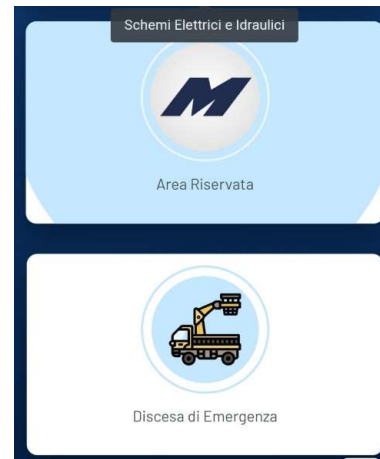 Schemi Elettrici e Idraulici
M
Area Riservata
Discesa di Emergenza